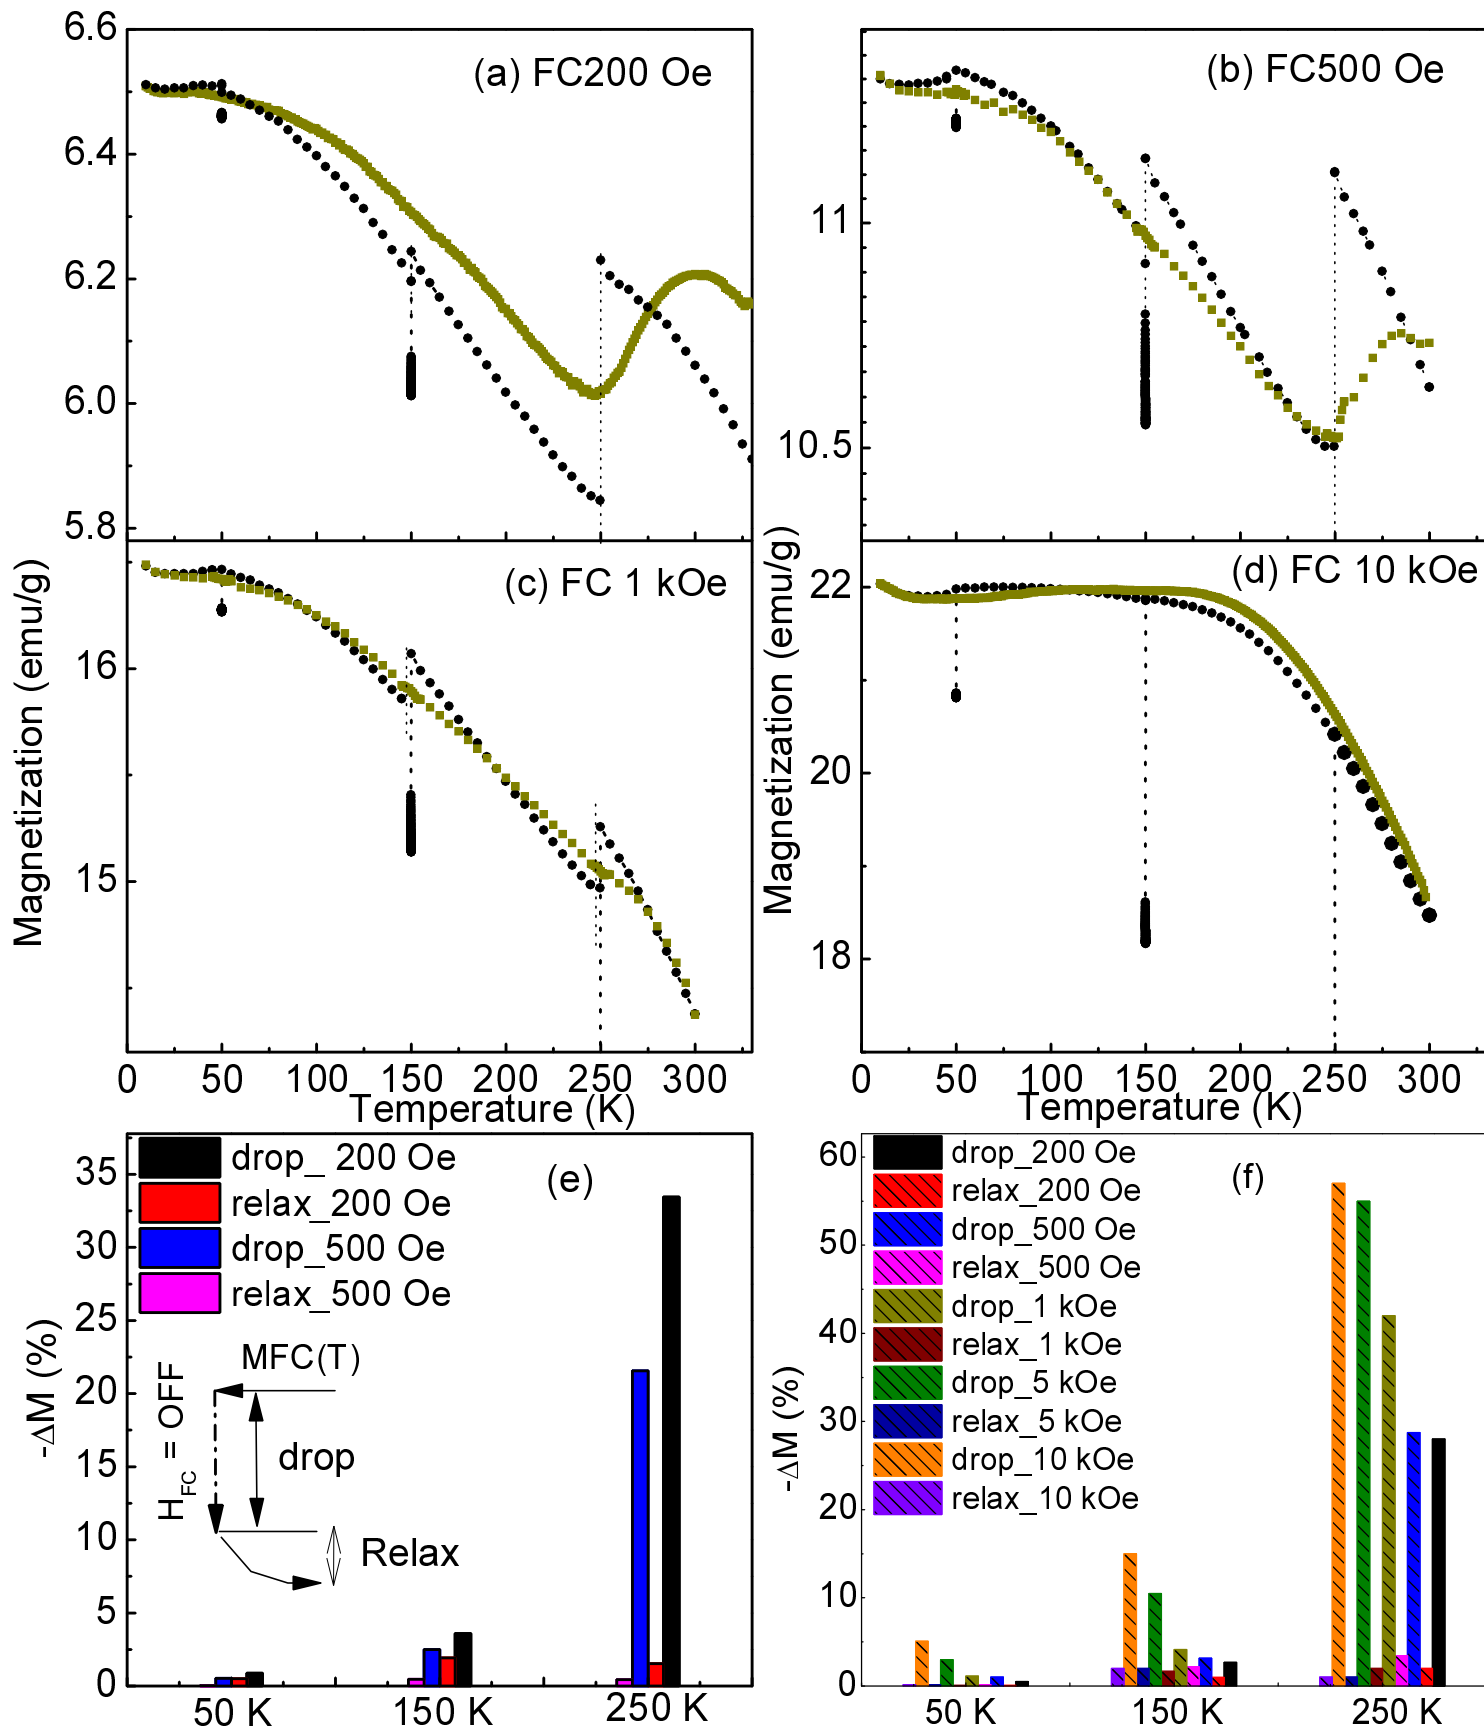 (a) FC200 Oe
6.6
6.4
6.2
6.0
5.8
(b) FC500 Oe
11
10.5
Magnetization (emu/g)
(c) FC 1 kOe
16
15
0 50 100 150 200 250 300
Temperature (K)
Magnetization (emu/g)
(d) FC 10 kOe
22
20
18
0 50 100 150 200 250 300
Temperature (K)
(e)
drop_ 200 Oe
relax_200 Oe
drop_500 Oe
relax_500 Oe
35
30
25
20
15
10
5
0
-ΔM (%)
MFC(T)
H_FC = OFF
drop
Relax
50 K 150 K 250 K
(f)
drop_200 Oe
relax_200 Oe
drop_500 Oe
relax_500 Oe
drop_1 kOe
relax_1 kOe
drop_5 kOe
relax_5 kOe
drop_10 kOe
relax_10 kOe
60
50
40
30
20
10
0
-ΔM (%)
50 K 150 K 250 K